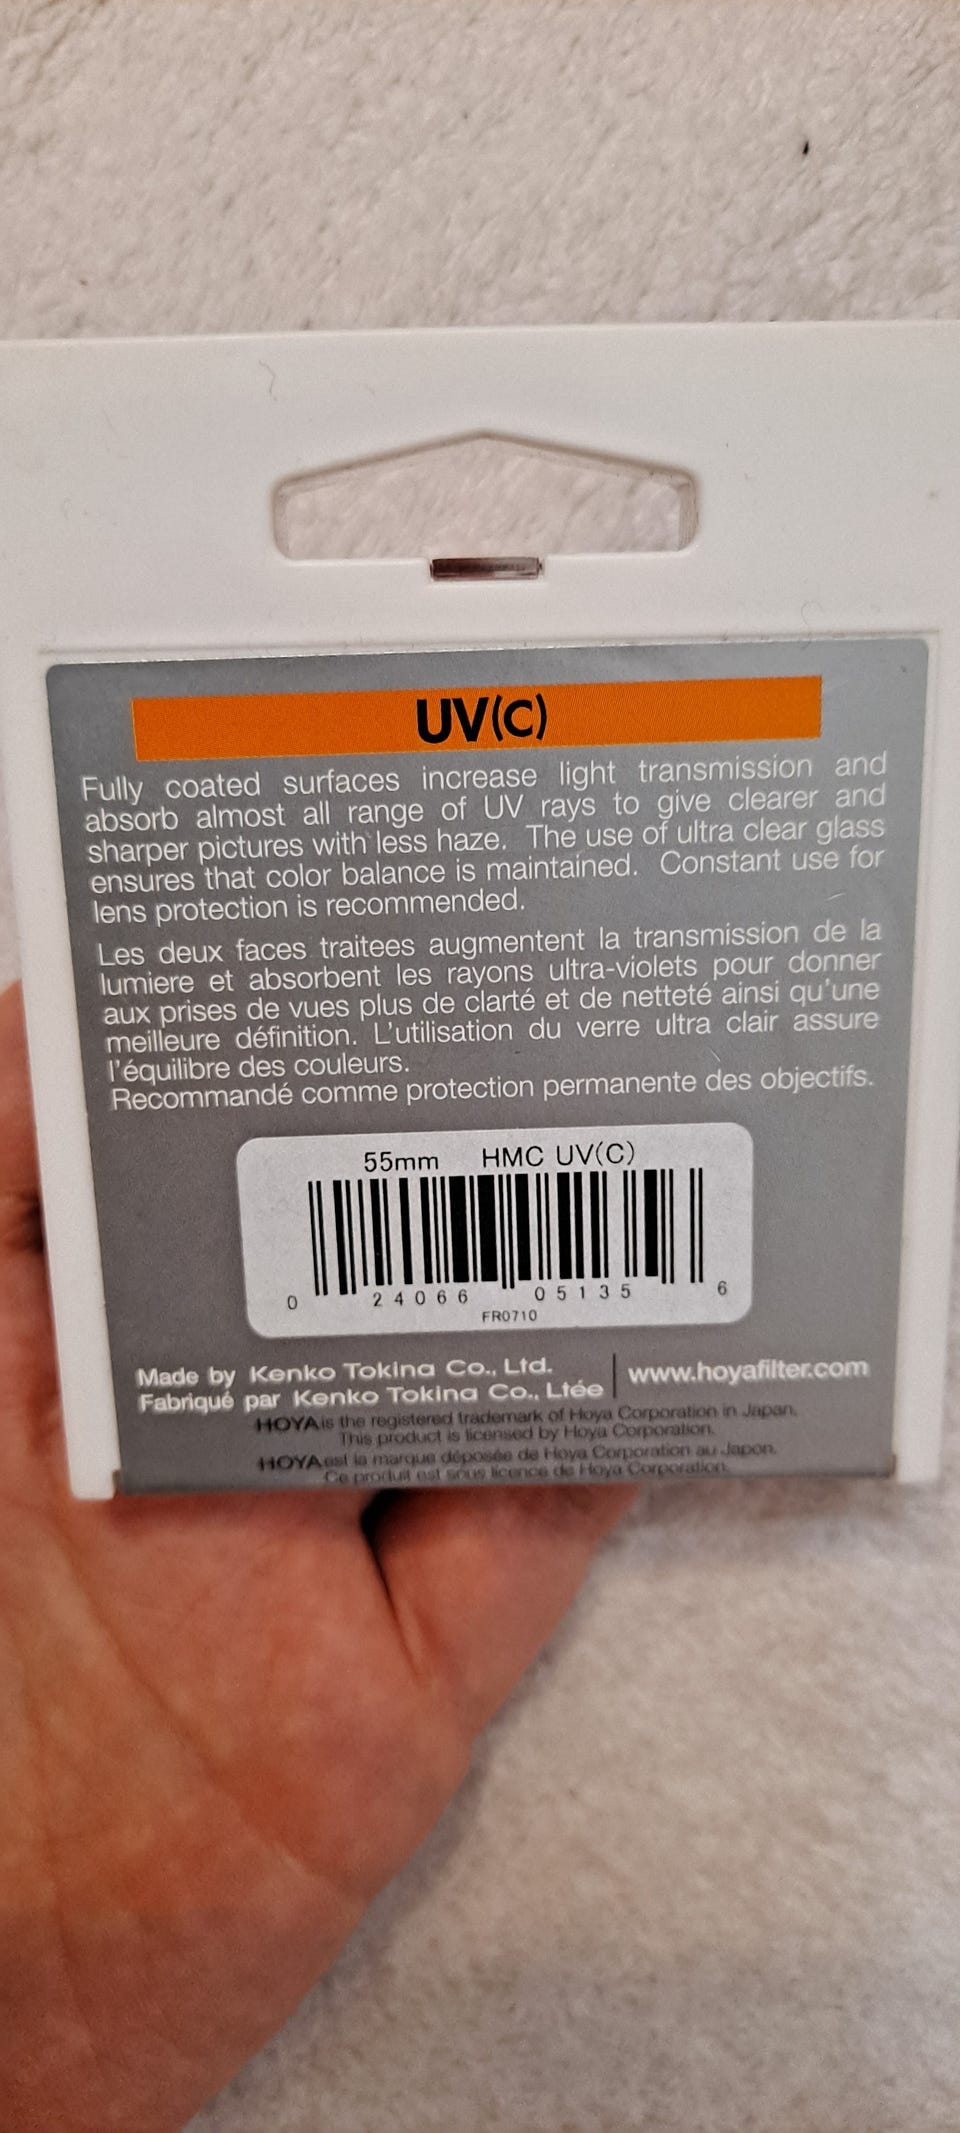 UV(C)
Fully coated surfaces increase light transmission and
absorb almost all range of UV rays to give clearer and
sharper pictures with less haze. The use of ultra clear glass
ensures that color balance is maintained. Constant use for
lens protection is recommended.
Les deux faces traitees augmentent la transmission de la
lumiere et absorbent les rayons ultra-violets pour donner
aux prises de vues plus de clarté et de netteté ainsi qu'une
meilleure définition. L'utilisation du verre ultra clair assure
l'équilibre des couleurs.
Recommandé comme protection permanente des objectifs.
55mm HMC UV(C)
0 24066 05135 6
FR0710
Made by Kenko Tokina Co., Ltd.
Fabriqué par Kenko Tokina Co., Ltée
www.hoyafilter.com
HOYA is the registered trademark of Hoya Corporation in Japan.
This product is licensed by Hoya Corporation.
HOYA est la marque déposée de Hoya Corporation au Japon.
Ce produit est sous licence de Hoya Corporation.